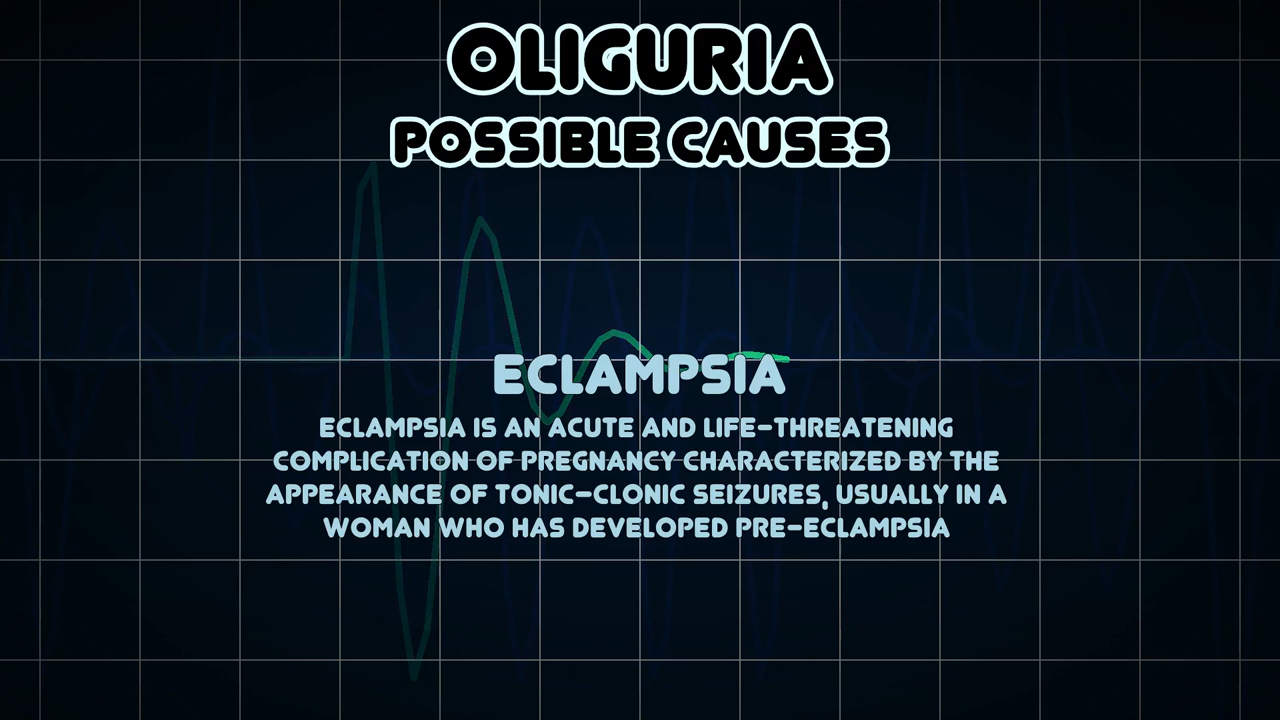 OLIGURIA
POSSIBLE CAUSES
ECLAMPSIA
ECLAMPSIA IS AN ACUTE AND LIFE-THREATENING
COMPLICATION OF PREGNANCY CHARACTERIZED BY THE
APPEARANCE OF TONIC-CLONIC SEIZURES, USUALLY IN A
WOMAN WHO HAS DEVELOPED PRE-ECLAMPSIA